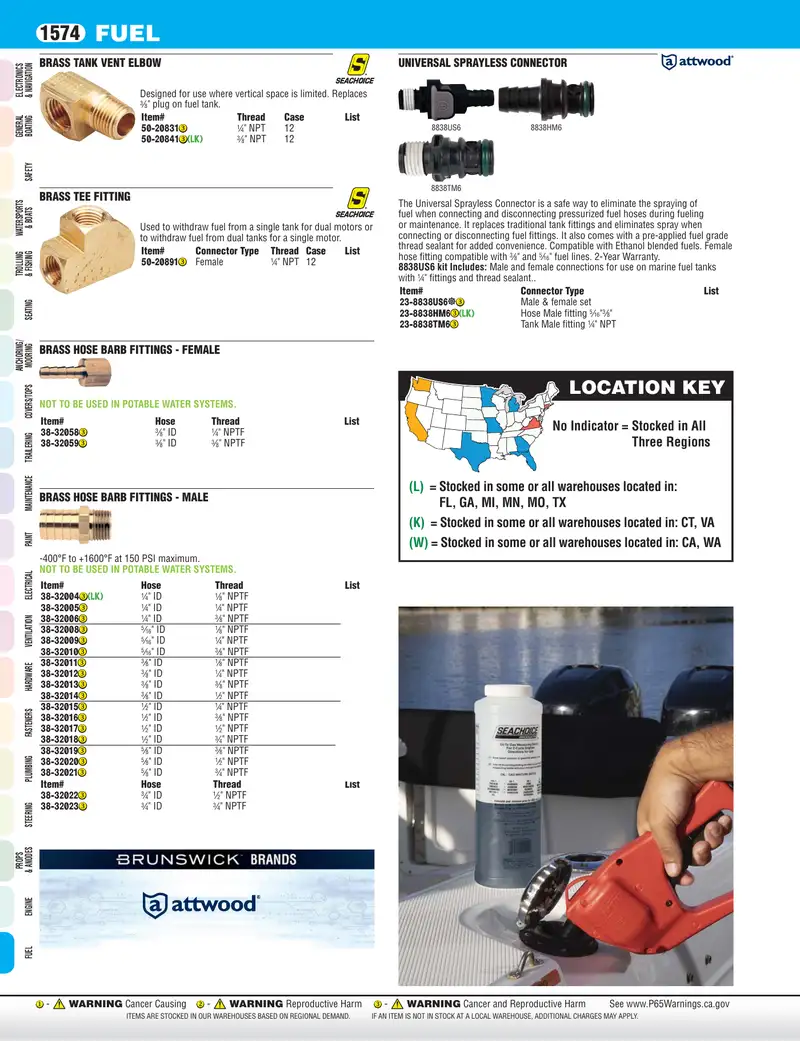 1574 FUEL
ELECTRONICS
& NAVIGATION
GENERAL
BOATING
SAFETY
WATERSPORTS
& BOATS
TROLLING
& FISHING
SEATING
ANCHORING/
MOORING
COVERS/TOPS
TRAILERING
MAINTENANCE
PAINT
ELECTRICAL
VENTILATION
HARDWARE
FASTENERS
PLUMBING
STEERING
PROPS
& ANODES
ENGINE
FUEL
BRASS TANK VENT ELBOW
S
SEACHOICE
Designed for use where vertical space is limited. Replaces
⅜" plug on fuel tank.
Item# Thread Case List
50-20831 3 ¼" NPT 12
50-20841 3 (LK) ⅜" NPT 12
BRASS TEE FITTING
S
SEACHOICE
Used to withdraw fuel from a single tank for dual motors or
to withdraw fuel from dual tanks for a single motor.
Item# Connector Type Thread Case List
50-20891 3 Female ¼" NPT 12
BRASS HOSE BARB FITTINGS - FEMALE
NOT TO BE USED IN POTABLE WATER SYSTEMS.
Item# Hose Thread List
38-32058 3 ⅜" ID ¼" NPTF
38-32059 3 ⅜" ID ⅜" NPTF
BRASS HOSE BARB FITTINGS - MALE
-400°F to +1600°F at 150 PSI maximum.
NOT TO BE USED IN POTABLE WATER SYSTEMS.
Item# Hose Thread List
38-32004 3 (LK) ¼" ID ⅛" NPTF
38-32005 3 ¼" ID ¼" NPTF
38-32006 3 ¼" ID ⅜" NPTF
38-32008 3 5⁄16" ID ⅛" NPTF
38-32009 3 5⁄16" ID ¼" NPTF
38-32010 3 5⁄16" ID ⅜" NPTF
38-32011 3 ⅜" ID ⅛" NPTF
38-32012 3 ⅜" ID ¼" NPTF
38-32013 3 ⅜" ID ⅜" NPTF
38-32014 3 ⅜" ID ½" NPTF
38-32015 3 ½" ID ¼" NPTF
38-32016 3 ½" ID ⅜" NPTF
38-32017 3 ½" ID ½" NPTF
38-32018 3 ½" ID ¾" NPTF
38-32019 3 ⅝" ID ⅜" NPTF
38-32020 3 ⅝" ID ½" NPTF
38-32021 3 ⅝" ID ¾" NPTF
Item# Hose Thread List
38-32022 3 ¾" ID ½" NPTF
38-32023 3 ¾" ID ¾" NPTF
BRUNSWICK BRANDS
attwood®
UNIVERSAL SPRAYLESS CONNECTOR
attwood®
8838US6
8838HM6
8838TM6
The Universal Sprayless Connector is a safe way to eliminate the spraying of
fuel when connecting and disconnecting pressurized fuel hoses during fueling
or maintenance. It replaces traditional tank fittings and eliminates spray when
connecting or disconnecting fuel fittings. It also comes with a pre-applied fuel grade
thread sealant for added convenience. Compatible with Ethanol blended fuels. Female
hose fitting compatible with ⅜" and 5⁄16" fuel lines. 2-Year Warranty.
8838US6 kit Includes: Male and female connections for use on marine fuel tanks
with ¼" fittings and thread sealant..
Item# Connector Type List
23-8838US6 3 Male & female set
23-8838HM6 3 (LK) Hose Male fitting 5⁄16"⅜"
23-8838TM6 3 Tank Male fitting ¼" NPT
LOCATION KEY
No Indicator = Stocked in All
Three Regions
(L) = Stocked in some or all warehouses located in:
FL, GA, MI, MN, MO, TX
(K) = Stocked in some or all warehouses located in: CT, VA
(W) = Stocked in some or all warehouses located in: CA, WA
SEACHOICE
1 - WARNING Cancer Causing 2 - WARNING Reproductive Harm 3 - WARNING Cancer and Reproductive Harm See www.P65Warnings.ca.gov
ITEMS ARE STOCKED IN OUR WAREHOUSES BASED ON REGIONAL DEMAND. IF AN ITEM IS NOT IN STOCK AT A LOCAL WAREHOUSE, ADDITIONAL CHARGES MAY APPLY.